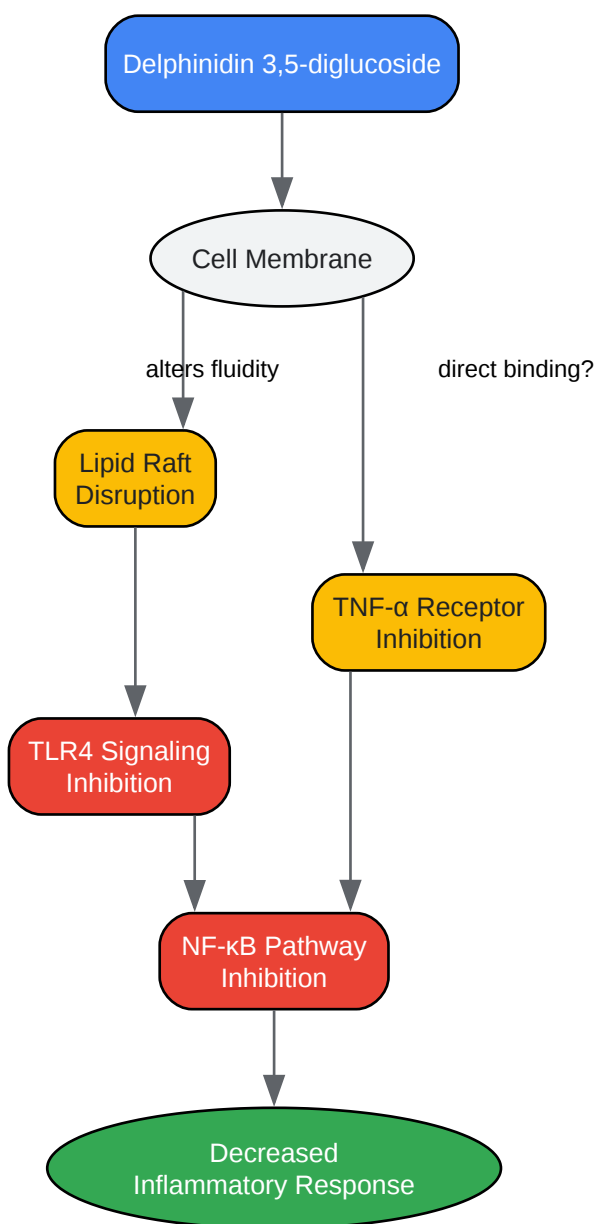 Delphinidin 3,5-diglucoside
Cell Membrane
alters fluidity
direct binding?
Lipid Raft
Disruption
TNF-α Receptor
Inhibition
TLR4 Signaling
Inhibition
NF-κB Pathway
Inhibition
Decreased
Inflammatory Response